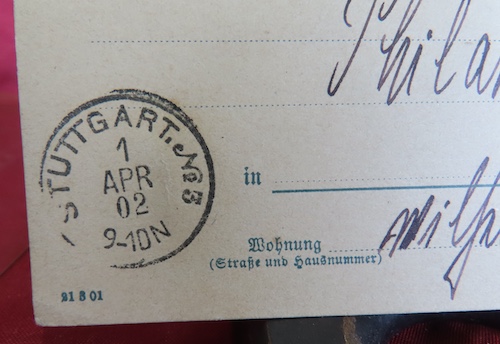 STUTTGART. No 3
1
APR
02
9-10N
in
Wohnung
(Straße und Hausnummer)
21 8 01